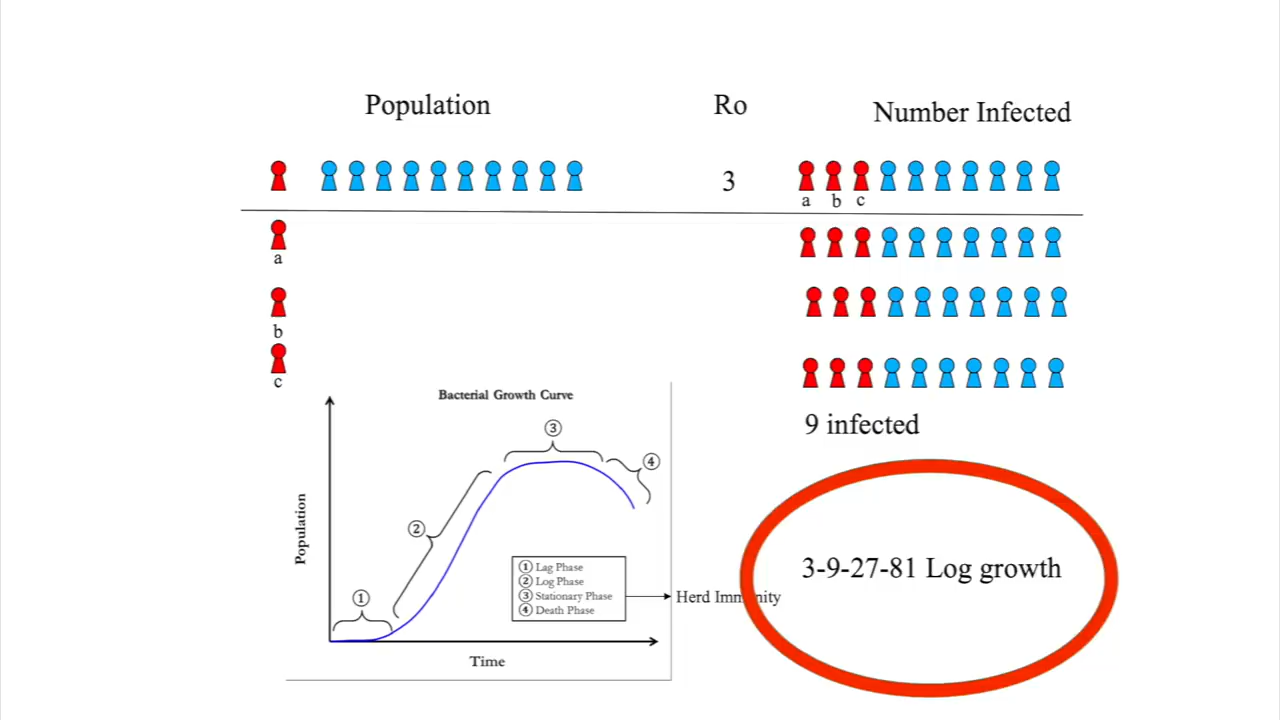 Population Ro Number Infected
3
a b c
a
b
c
9 infected
Bacterial Growth Curve
③
④
②
①
Population
① Lag Phase
② Log Phase
③ Stationary Phase
④ Death Phase
Herd Immunity
Time
3-9-27-81 Log growth